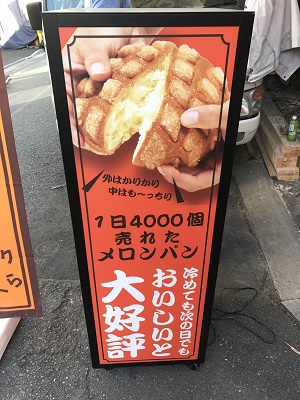 外はかりかり
中はも〜っちり
1日4000個
売れた
メロンパン
冷めても次の日でも
おいしいと
大好評